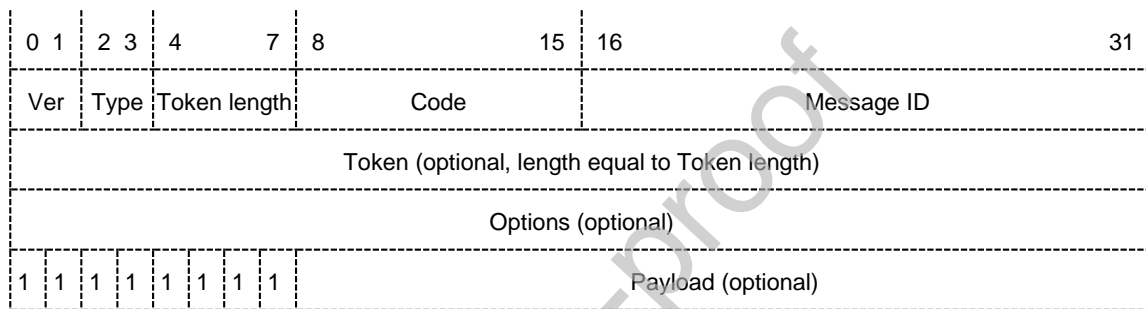 0 1 2 3 4 7 8 15 16 31
Ver Type Token length Code Message ID
Token (optional, length equal to Token length)
Options (optional)
1 1 1 1 1 1 1 1 Payload (optional)
-proof